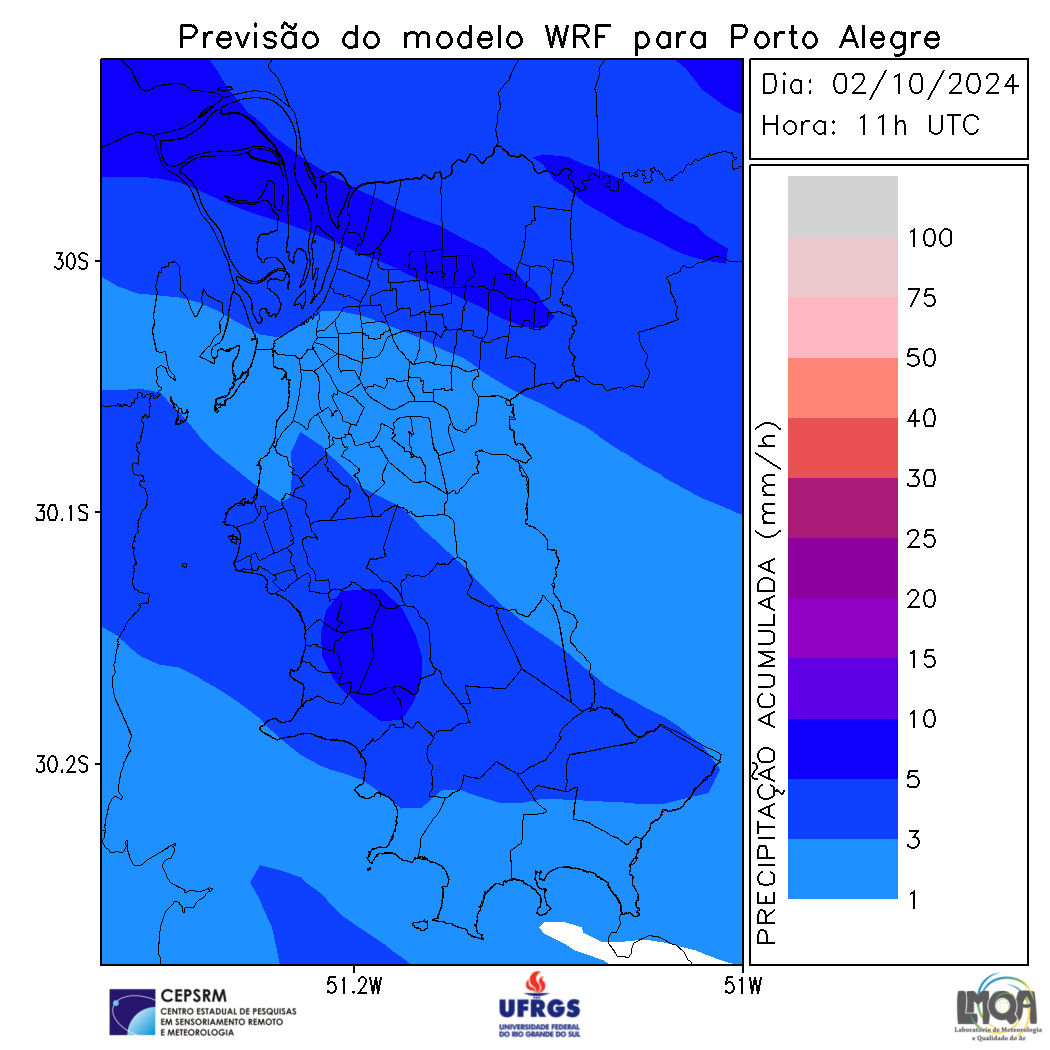 Previsão do modelo WRF para Porto Alegre
Dia: 02/10/2024
Hora: 11h UTC
30S
30.1S
30.2S
51.2W
51W
PRECIPITAÇÃO ACUMULADA (mm/h)
100
75
50
40
30
25
20
15
10
5
3
1
CEPSRM
CENTRO ESTADUAL DE PESQUISAS
EM SENSORIAMENTO REMOTO
E METEOROLOGIA
UFRGS
UNIVERSIDADE FEDERAL
DO RIO GRANDE DO SUL
LMQA
Laboratório de Meteorologia
e Qualidade do Ar